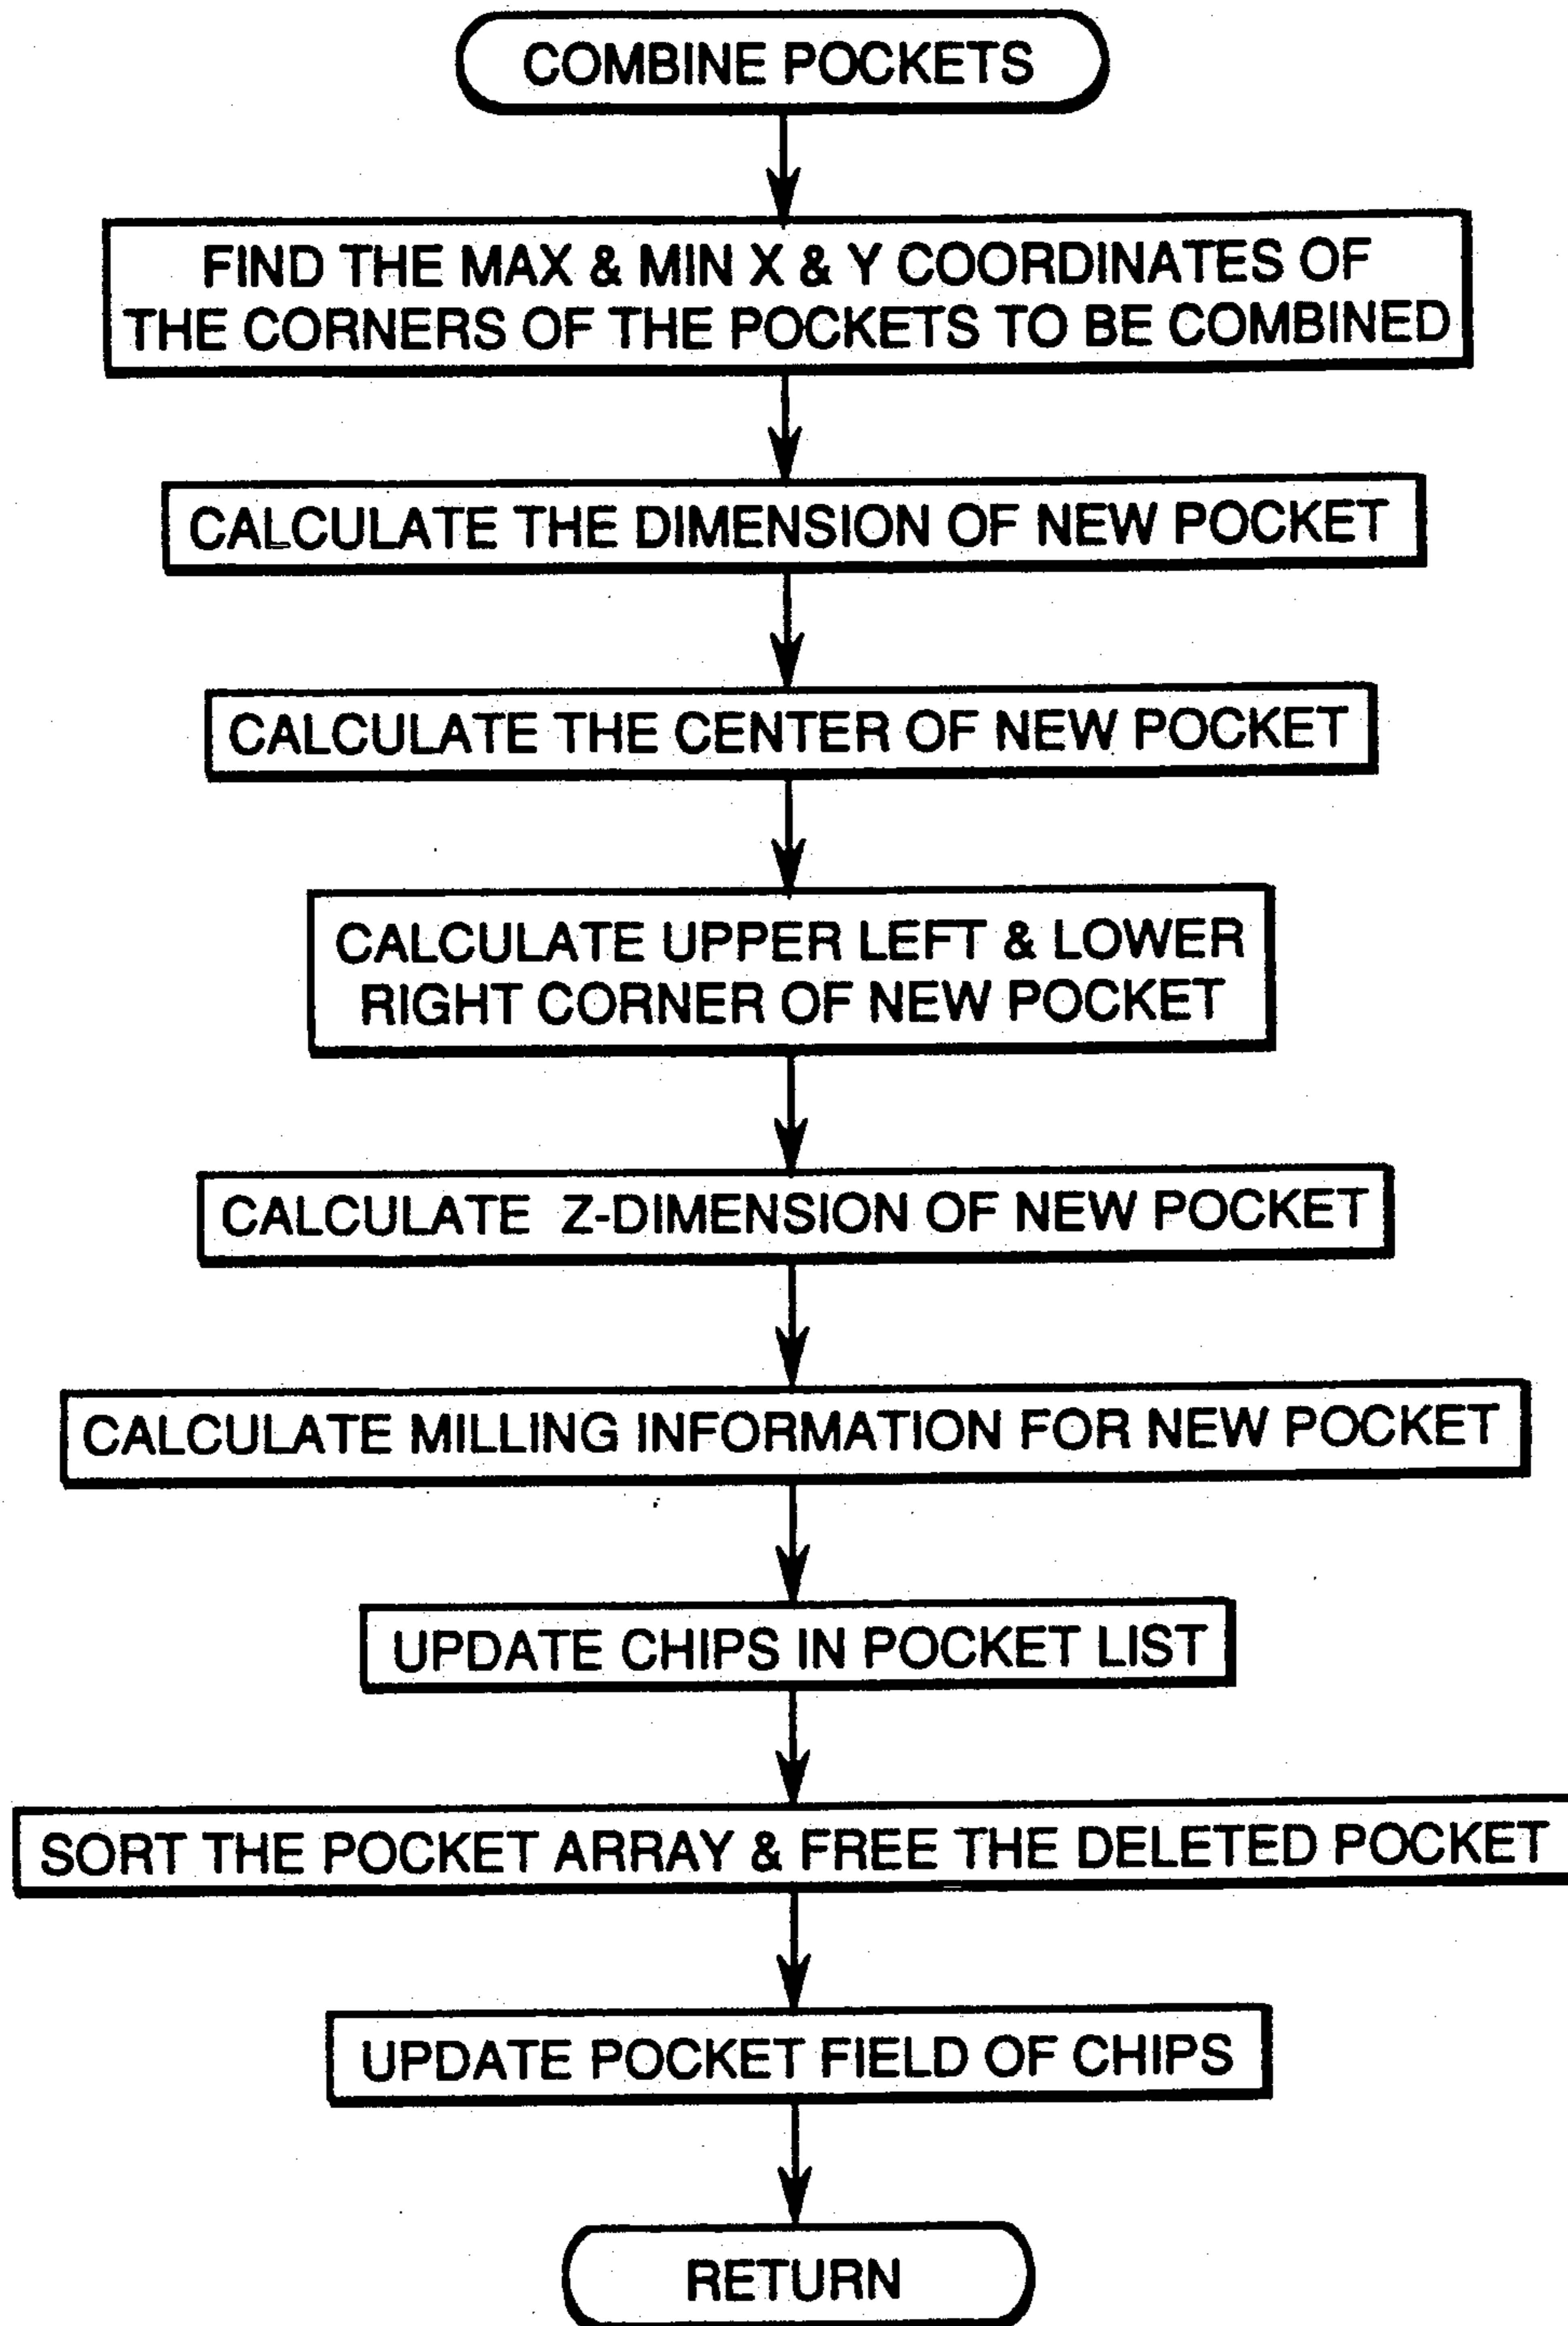 COMBINE POCKETS
FIND THE MAX & MIN X & Y COORDINATES OF
THE CORNERS OF THE POCKETS TO BE COMBINED
CALCULATE THE DIMENSION OF NEW POCKET
CALCULATE THE CENTER OF NEW POCKET
CALCULATE UPPER LEFT & LOWER
RIGHT CORNER OF NEW POCKET
CALCULATE Z-DIMENSION OF NEW POCKET
CALCULATE MILLING INFORMATION FOR NEW POCKET
UPDATE CHIPS IN POCKET LIST
SORT THE POCKET ARRAY & FREE THE DELETED POCKET
UPDATE POCKET FIELD OF CHIPS
RETURN